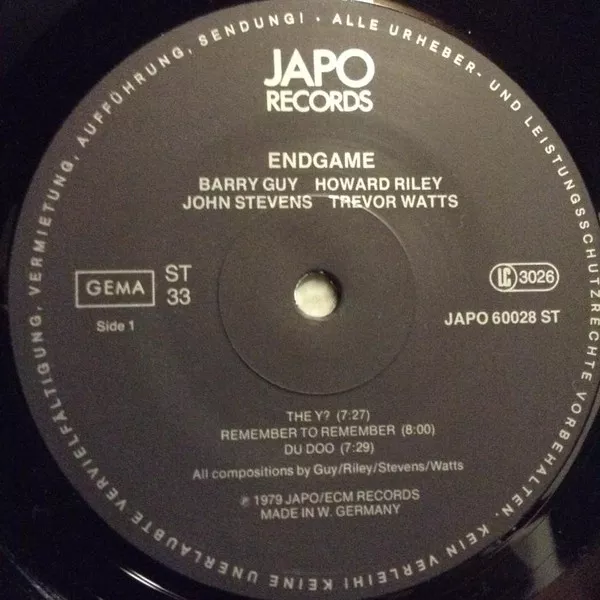 JAPO
RECORDS
ENDGAME
BARRY GUY HOWARD RILEY
JOHN STEVENS TREVOR WATTS
GEMA
ST
33
LC 3026
Side 1
JAPO 60028 ST
THE Y? (7:27)
REMEMBER TO REMEMBER (8:00)
DU DOO (7:29)
All compositions by Guy/Riley/Stevens/Watts
℗ 1979 JAPO/ECM RECORDS
MADE IN W. GERMANY
ALLE URHEBER- UND LEISTUNGSSCHUTZRECHTE VORBEHALTEN. KEIN VERLEIH! KEINE UNERLAUBTE VERVIELFÄLTIGUNG, VERMIETUNG, AUFFÜHRUNG, SENDUNG! ·